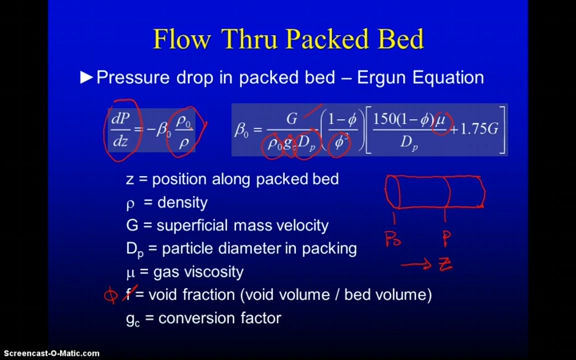 Flow Thru Packed Bed
►Pressure drop in packed bed – Ergun Equation
dP/dz = −β₀ ρ₀/ρ
β₀ = G/(ρ₀ g_c D_p) ((1−ϕ)/ϕ³) [150(1−ϕ)μ/D_p + 1.75G]
z = position along packed bed
ρ = density
G = superficial mass velocity
Dp = particle diameter in packing
μ = gas viscosity
ϕ f = void fraction (void volume / bed volume)
gc = conversion factor
P₀ P
→ z
Screencast-O-Matic.com